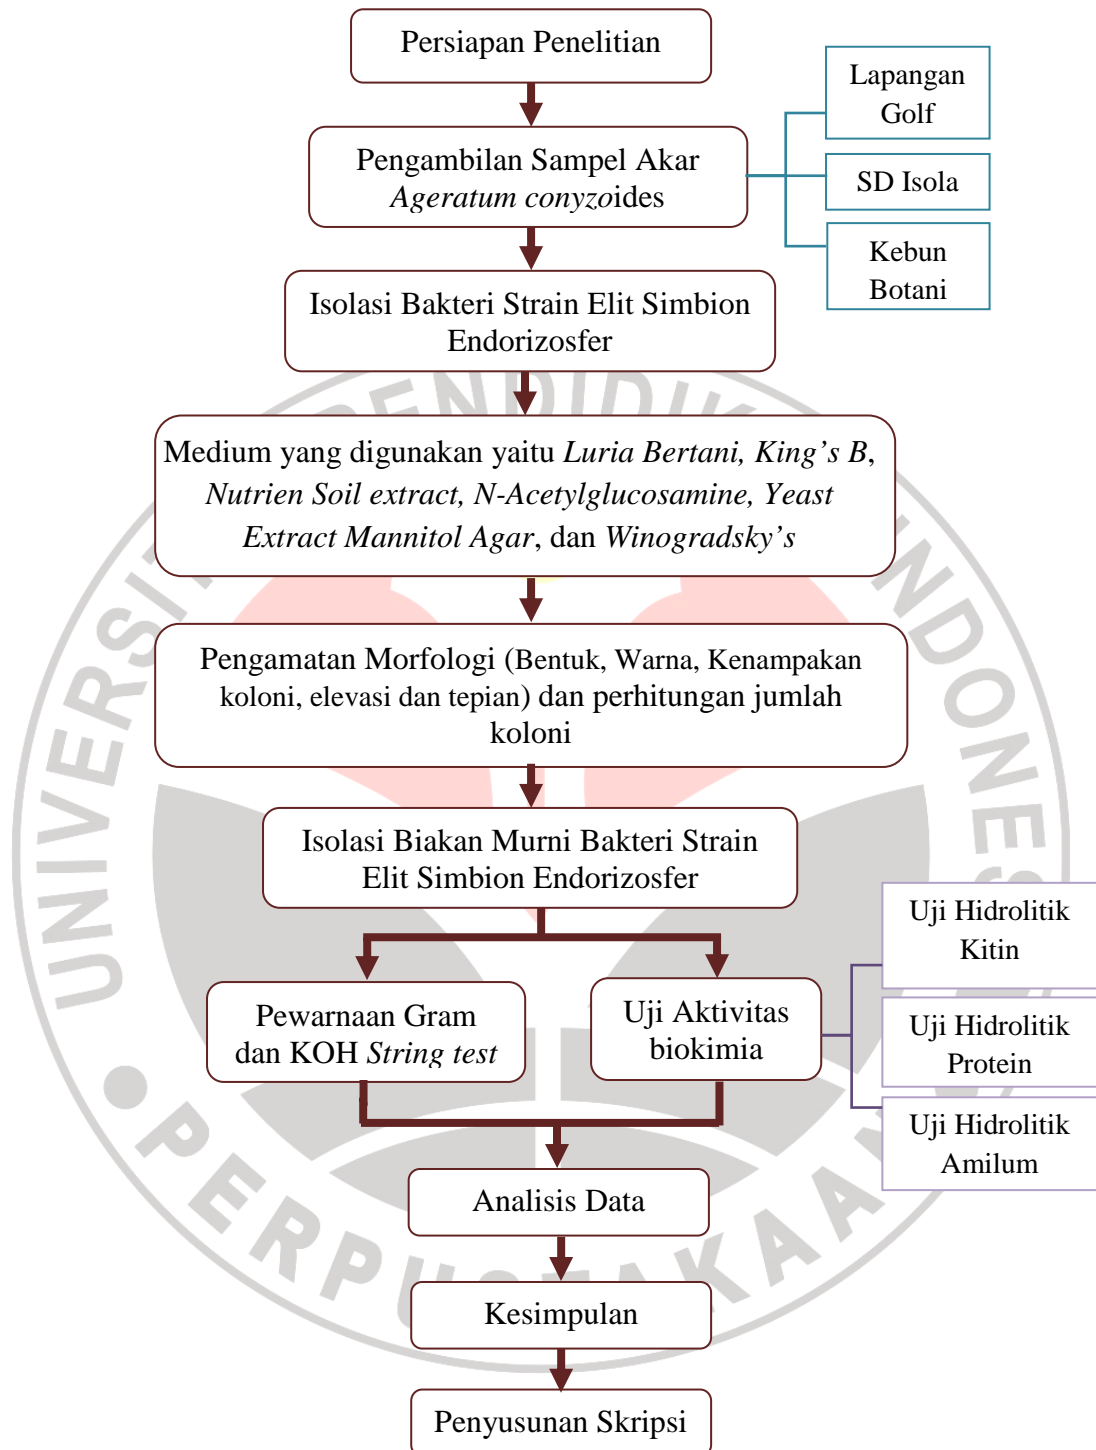 Persiapan Penelitian
Pengambilan Sampel Akar
Ageratum conyzoides
Lapangan
Golf
SD Isola
Kebun
Botani
Isolasi Bakteri Strain Elit Simbion
Endorizosfer
Medium yang digunakan yaitu Luria Bertani, King’s B,
Nutrien Soil extract, N-Acetylglucosamine, Yeast
Extract Mannitol Agar, dan Winogradsky’s
Pengamatan Morfologi (Bentuk, Warna, Kenampakan
koloni, elevasi dan tepian) dan perhitungan jumlah
koloni
Isolasi Biakan Murni Bakteri Strain
Elit Simbion Endorizosfer
Pewarnaan Gram
dan KOH String test
Uji Aktivitas
biokimia
Uji Hidrolitik
Kitin
Uji Hidrolitik
Protein
Uji Hidrolitik
Amilum
Analisis Data
Kesimpulan
Penyusunan Skripsi
PERPUSTAKAAN